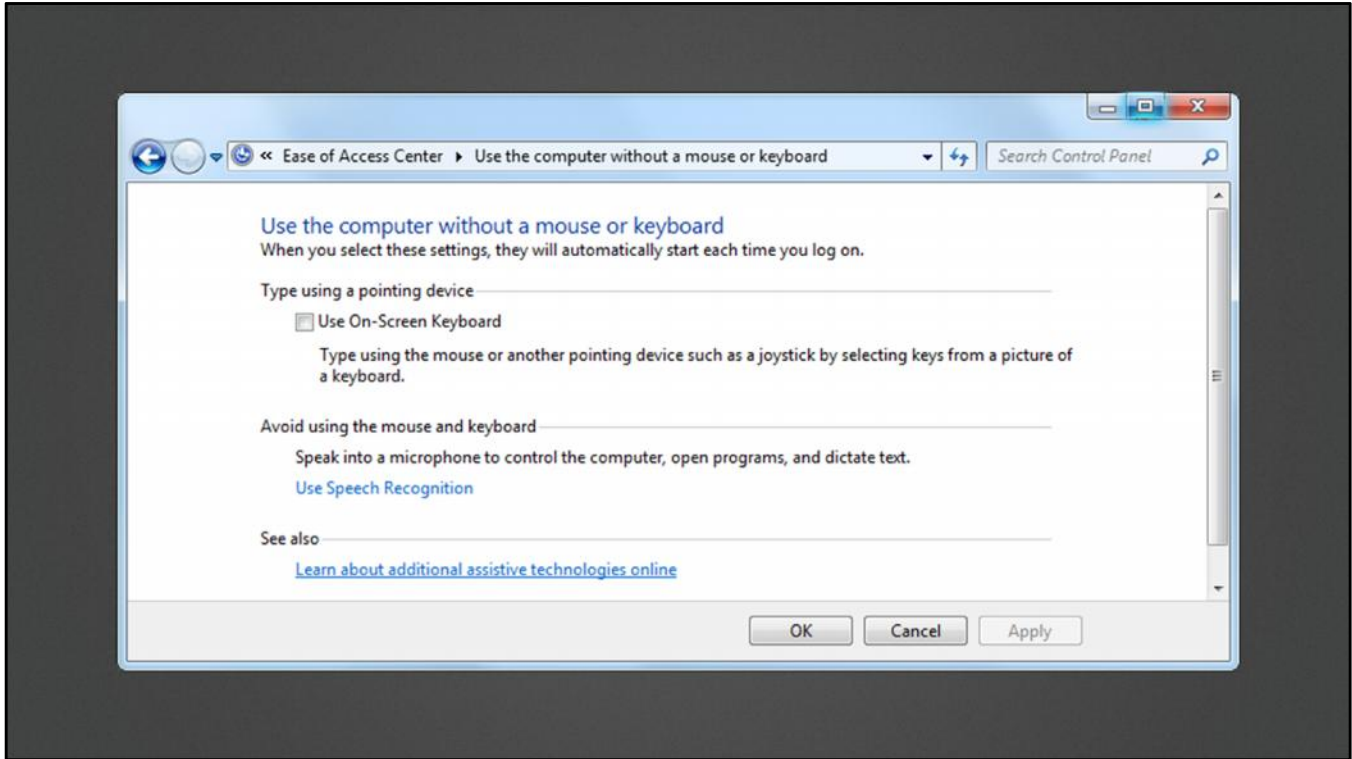 « Ease of Access Center ▸ Use the computer without a mouse or keyboard
Search Control Panel
Use the computer without a mouse or keyboard
When you select these settings, they will automatically start each time you log on.
Type using a pointing device
Use On-Screen Keyboard
Type using the mouse or another pointing device such as a joystick by selecting keys from a picture of
a keyboard.
Avoid using the mouse and keyboard
Speak into a microphone to control the computer, open programs, and dictate text.
Use Speech Recognition
See also
Learn about additional assistive technologies online
OK Cancel Apply